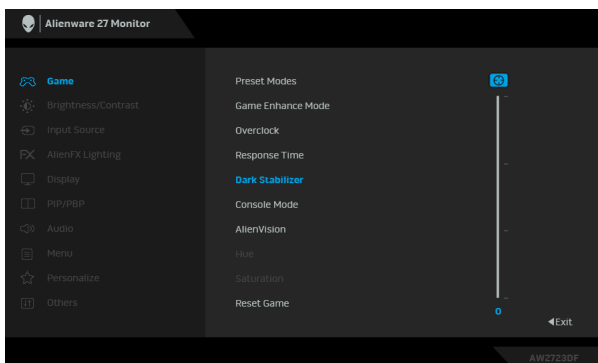 Alienware 27 Monitor
Game
Brightness/Contrast
Input Source
AlienFX Lighting
Display
PIP/PBP
Audio
Menu
Personalize
Others
Preset Modes
Game Enhance Mode
Overclock
Response Time
Dark Stabilizer
Console Mode
AlienVision
Hue
Saturation
Reset Game
0
Exit
AW2723DF